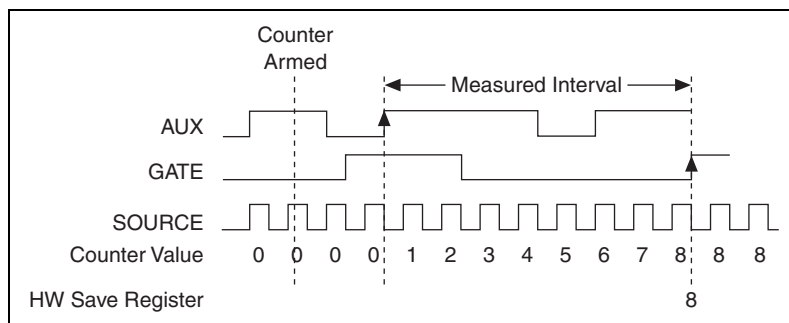 Counter
Armed
Measured Interval
AUX
GATE
SOURCE
Counter Value 0 0 0 0 1 2 3 4 5 6 7 8 8 8
HW Save Register 8